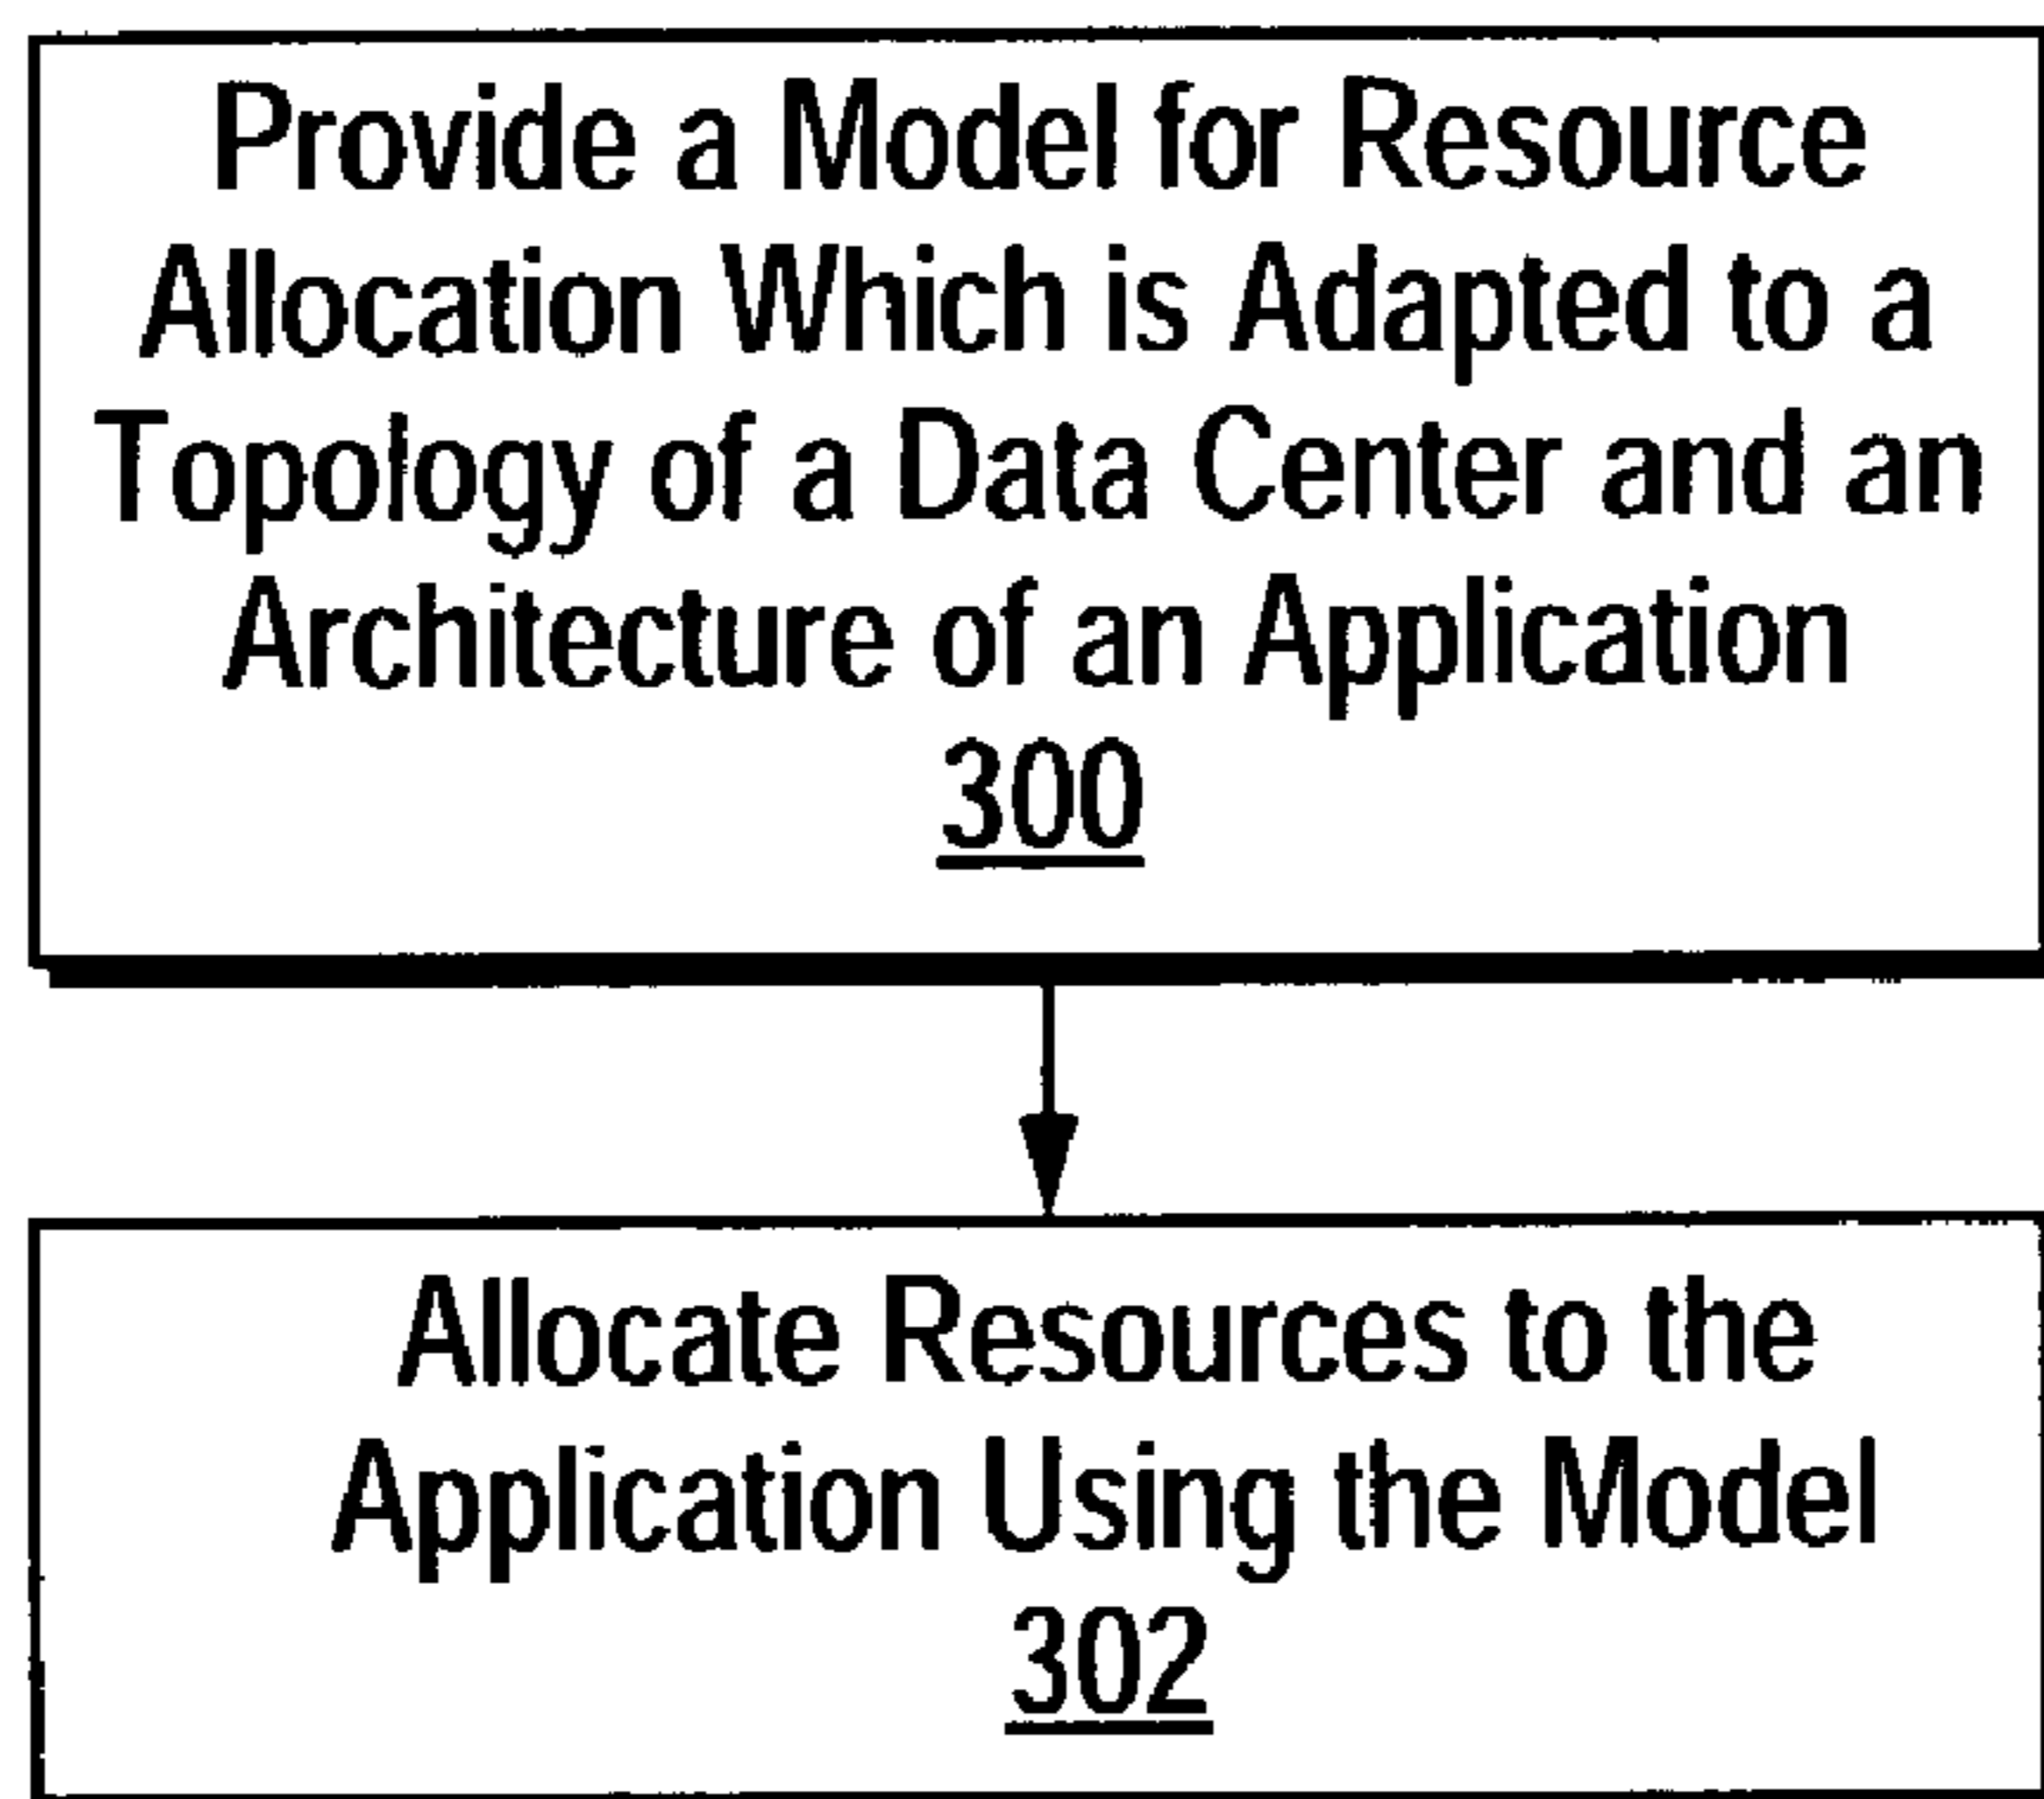 Provide a Model for Resource
Allocation Which is Adapted to a
Topology of a Data Center and an
Architecture of an Application
300
Allocate Resources to the
Application Using the Model
302